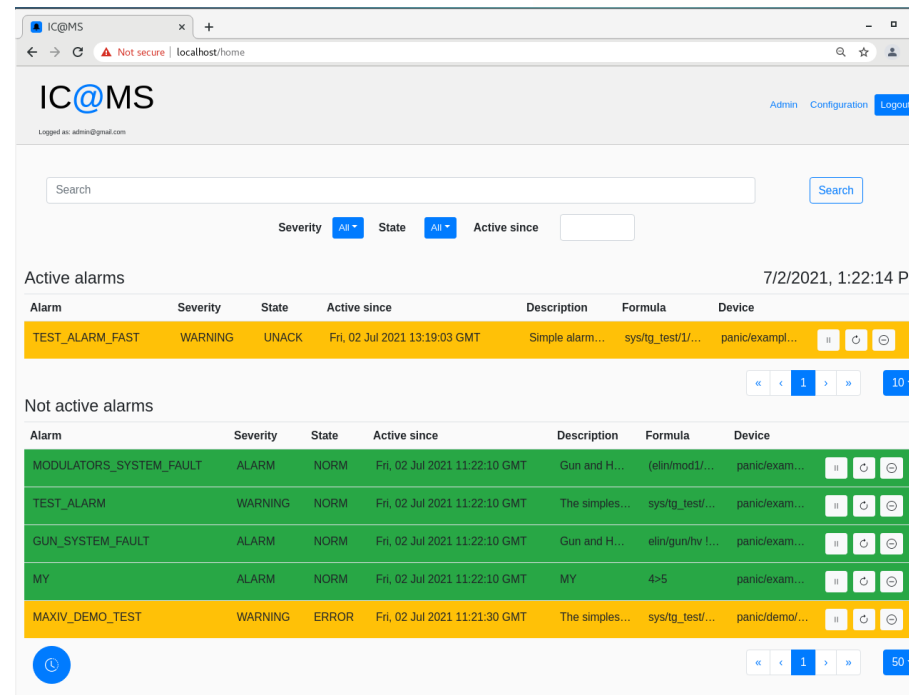 IC@MS
Not secure | localhost/home
IC@MS
Admin Configuration Logout
Logged as: admin@gmail.com
Search Search
Severity All State All Active since
Active alarms 7/2/2021, 1:22:14 P
Alarm Severity State Active since Description Formula Device
TEST_ALARM_FAST WARNING UNACK Fri, 02 Jul 2021 13:19:03 GMT Simple alarm... sys/tg_test/1/... panic/exampl...
« ‹ 1 › » 10
Not active alarms
Alarm Severity State Active since Description Formula Device
MODULATORS_SYSTEM_FAULT ALARM NORM Fri, 02 Jul 2021 11:22:10 GMT Gun and H... (elin/mod1/... panic/exam...
TEST_ALARM WARNING NORM Fri, 02 Jul 2021 11:22:10 GMT The simples... sys/tg_test/... panic/exam...
GUN_SYSTEM_FAULT ALARM NORM Fri, 02 Jul 2021 11:22:10 GMT Gun and H... elin/gun/hv !... panic/exam...
MY ALARM NORM Fri, 02 Jul 2021 11:22:10 GMT MY 4>5 panic/exam...
MAXIV_DEMO_TEST WARNING ERROR Fri, 02 Jul 2021 11:21:30 GMT The simples... sys/tg_test/... panic/demo/...
« ‹ 1 › » 50